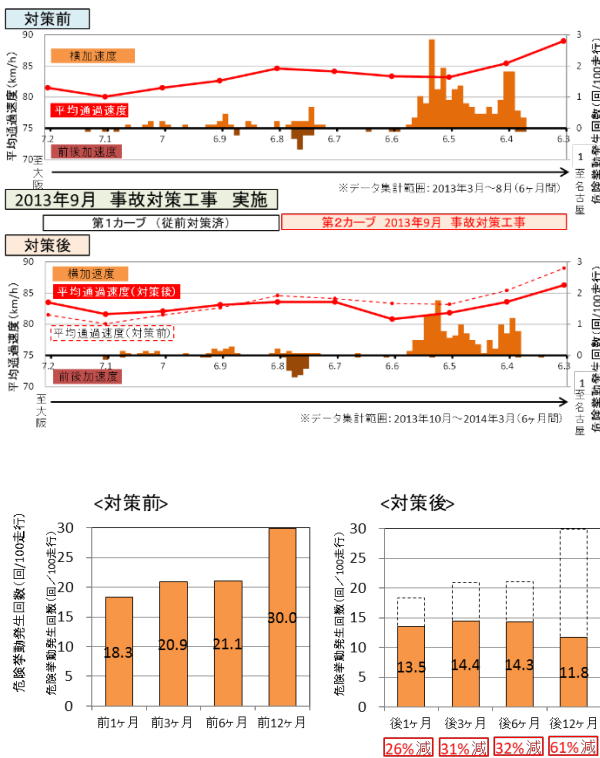 対策前
平均通過速度(km/h)
90
85
80
75
70
横加速度
平均通過速度
前後加速度
7.2
7.1
7
6.9
6.8
6.7
6.6
6.5
6.4
6.3
3
2
1
0
1
危険挙動発生回数(回/100走行)
至大阪
至名古屋
※データ集計範囲:2013年3月~8月(6ヶ月間)
2013年9月 事故対策工事 実施
第1カーブ (従前対策済)
第2カーブ 2013年9月 事故対策工事
対策後
平均通過速度(km/h)
90
85
80
75
70
横加速度
平均通過速度(対策後)
平均通過速度(対策前)
前後加速度
7.2
7.1
7
6.9
6.8
6.7
6.6
6.5
6.4
6.3
3
2
1
0
1
危険挙動発生回数(回/100走行)
至大阪
至名古屋
※データ集計範囲:2013年10月~2014年3月(6ヶ月間)
<対策前>
危険挙動発生回数(回/100走行)
危険挙動発生回数(回/100走行)
30
25
20
15
10
5
0
18.3
20.9
21.1
30.0
前1ヶ月
前3ヶ月
前6ヶ月
前12ヶ月
<対策後>
危険挙動発生回数(回/100走行)
30
25
20
15
10
5
0
13.5
14.4
14.3
11.8
後1ヶ月
後3ヶ月
後6ヶ月
後12ヶ月
26%減
31%減
32%減
61%減